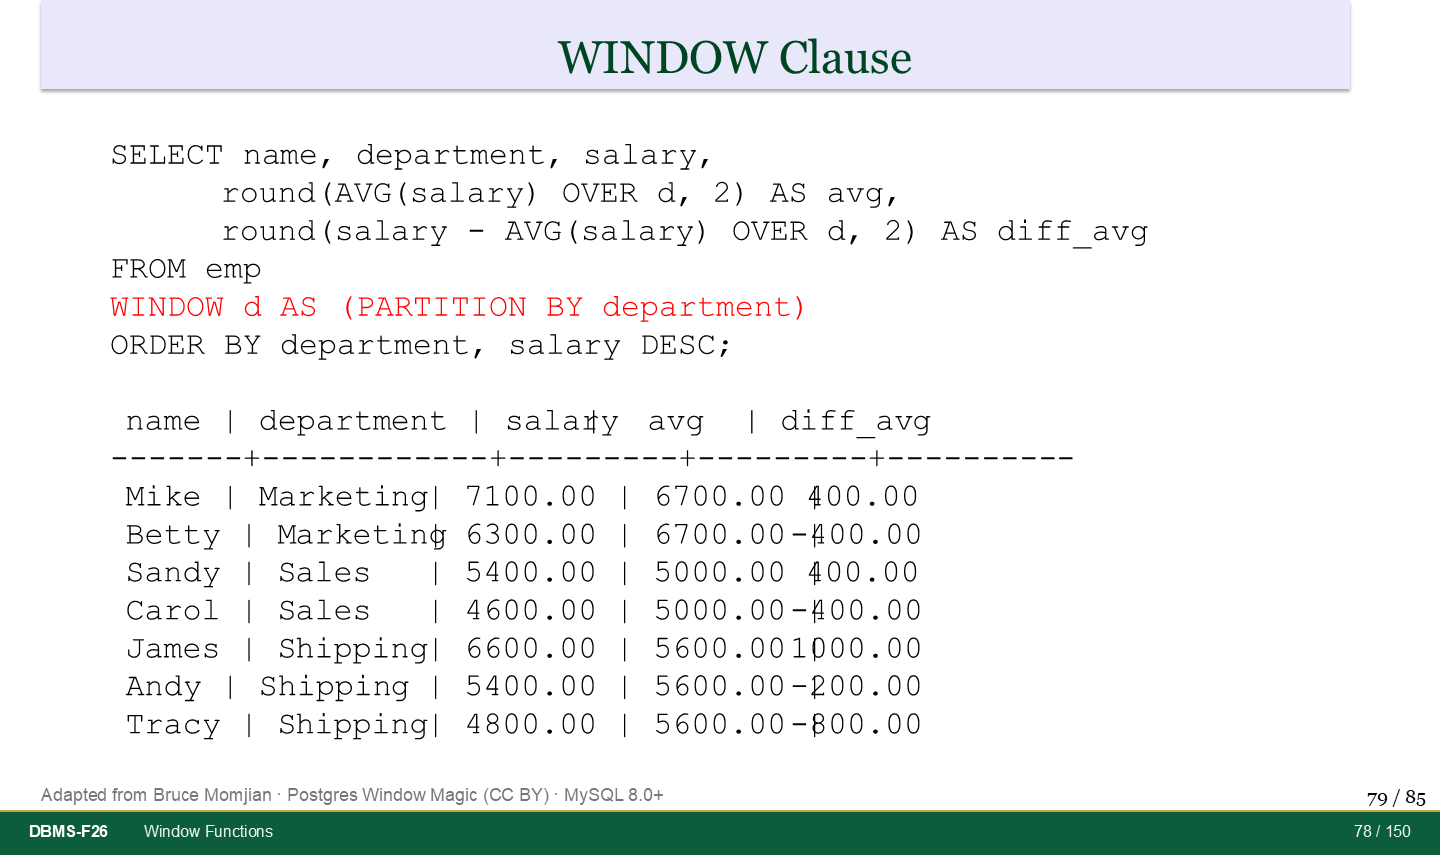 WINDOW Clause
SELECT name, department, salary,
round(AVG(salary) OVER d, 2) AS avg,
round(salary - AVG(salary) OVER d, 2) AS diff_avg
FROM emp
WINDOW d AS (PARTITION BY department)
ORDER BY department, salary DESC;
name | department | salary | avg | diff_avg
-------+------------+---------+---------+----------
Mike | Marketing | 7100.00 | 6700.00 | 400.00
Betty | Marketing | 6300.00 | 6700.00 | -400.00
Sandy | Sales | 5400.00 | 5000.00 | 400.00
Carol | Sales | 4600.00 | 5000.00 | -400.00
James | Shipping | 6600.00 | 5600.00 | 1000.00
Andy | Shipping | 5400.00 | 5600.00 | -200.00
Tracy | Shipping | 4800.00 | 5600.00 | -800.00
Adapted from Bruce Momjian · Postgres Window Magic (CC BY) · MySQL 8.0+
79 / 85
DBMS-F26 Window Functions 78 / 150